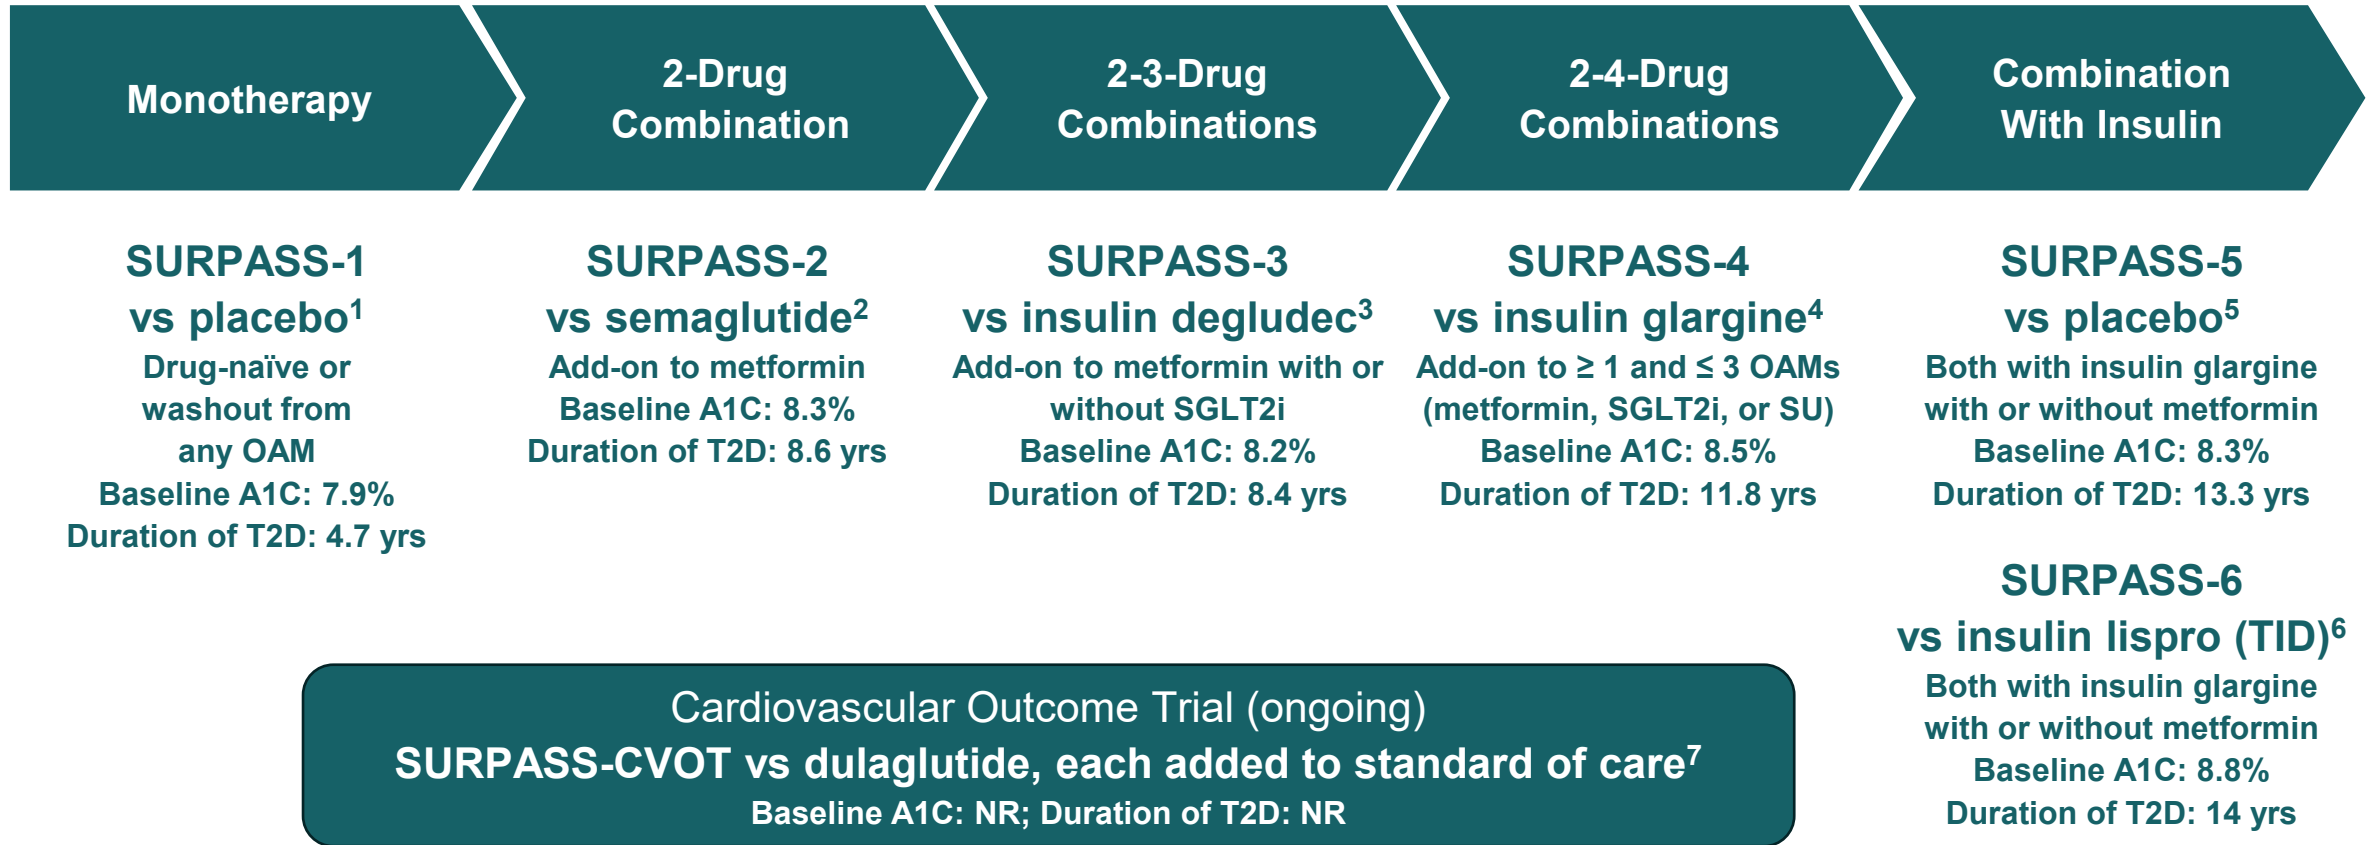 Monotherapy
2-Drug
Combination
2-3-Drug
Combinations
2-4-Drug
Combinations
Combination
With Insulin
SURPASS-1
vs placebo¹
Drug-naïve or
washout from
any OAM
Baseline A1C: 7.9%
Duration of T2D: 4.7 yrs
SURPASS-2
vs semaglutide²
Add-on to metformin
Baseline A1C: 8.3%
Duration of T2D: 8.6 yrs
SURPASS-3
vs insulin degludec³
Add-on to metformin with or
without SGLT2i
Baseline A1C: 8.2%
Duration of T2D: 8.4 yrs
SURPASS-4
vs insulin glargine⁴
Add-on to ≥ 1 and ≤ 3 OAMs
(metformin, SGLT2i, or SU)
Baseline A1C: 8.5%
Duration of T2D: 11.8 yrs
SURPASS-5
vs placebo⁵
Both with insulin glargine
with or without metformin
Baseline A1C: 8.3%
Duration of T2D: 13.3 yrs
SURPASS-6
vs insulin lispro (TID)⁶
Both with insulin glargine
with or without metformin
Baseline A1C: 8.8%
Duration of T2D: 14 yrs
Cardiovascular Outcome Trial (ongoing)
SURPASS-CVOT vs dulaglutide, each added to standard of care⁷
Baseline A1C: NR; Duration of T2D: NR